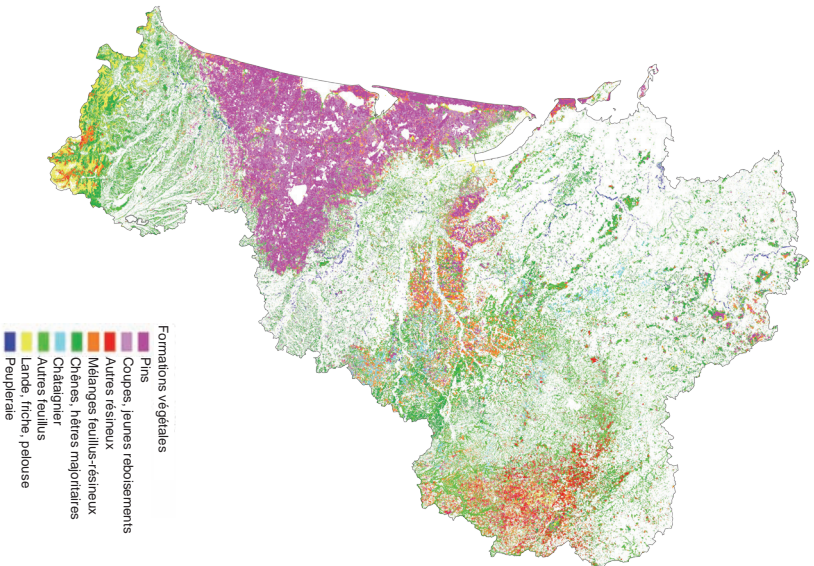 Formations végétales
Pins
Coupes, jeunes reboisements
Autres résineux
Mélanges feuillus-résineux
Chênes, hêtres majoritaires
Châtaignier
Autres feuillus
Lande, friche, pelouse
Peupleraie